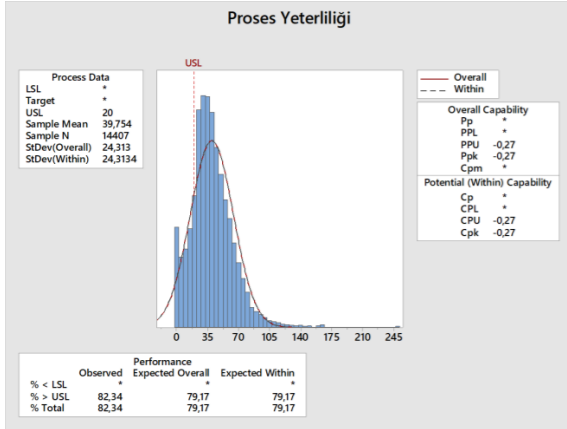 Proses Yeterliliği
USL
Process Data
LSL *
Target *
USL 20
Sample Mean 39,754
Sample N 14407
StDev(Overall) 24,313
StDev(Within) 24,3134
Overall
Within
Overall Capability
Pp *
PPL *
PPU -0,27
Ppk -0,27
Cpm *
Potential (Within) Capability
Cp *
CPL *
CPU -0,27
Cpk -0,27
0 35 70 105 140 175 210 245
Performance
Observed Expected Overall Expected Within
% < LSL * * *
% > USL 82,34 79,17 79,17
% Total 82,34 79,17 79,17